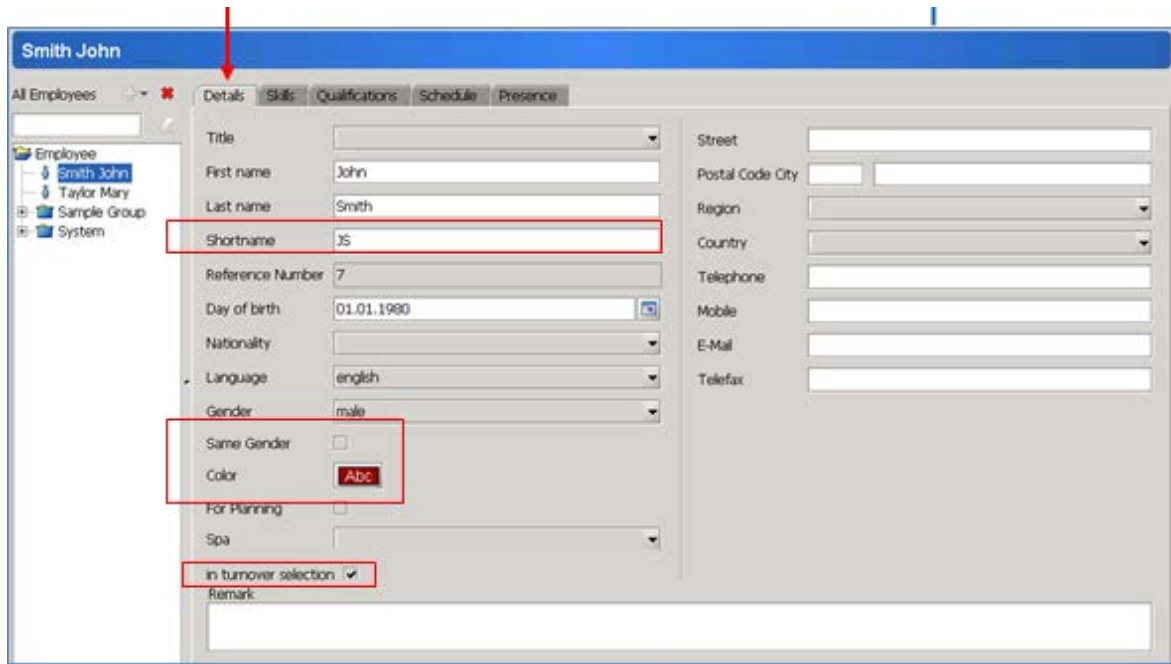 Smith John
All Employees
Details Skills Qualifications Schedule Presence
Employee
Smith John
Taylor Mary
Sample Group
System
Title
First name John
Last name Smith
Shortname JS
Reference Number 7
Day of birth 01.01.1980
Nationality
Language english
Gender male
Same Gender
Color Abc
For Planning
Spa
in turnover selection
Remark
Street
Postal Code City
Region
Country
Telephone
Mobile
E-Mail
Telefax